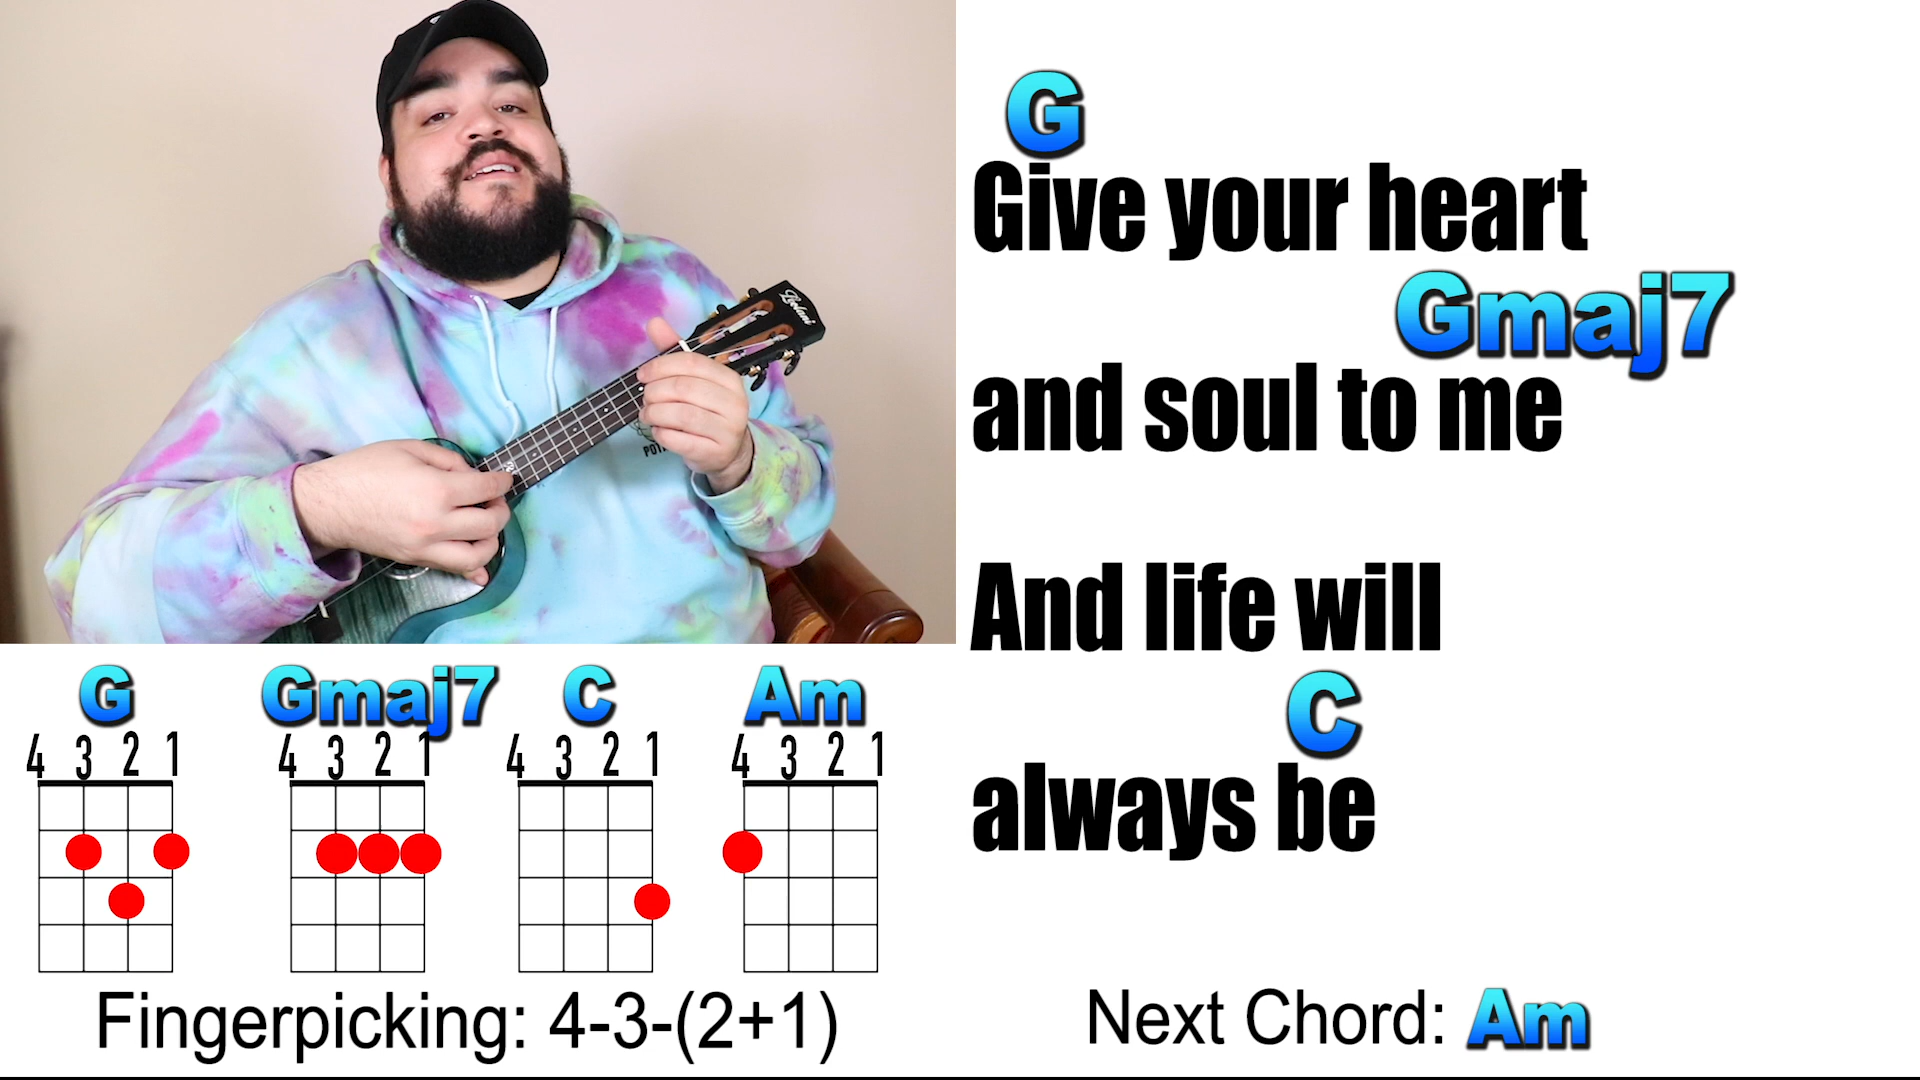 Leolani
G
Give your heart
Gmaj7
and soul to me
And life will
C
always be
G Gmaj7 C Am
4 3 2 1 4 3 2 1 4 3 2 1 4 3 2 1
Fingerpicking: 4-3-(2+1)
Next Chord: Am